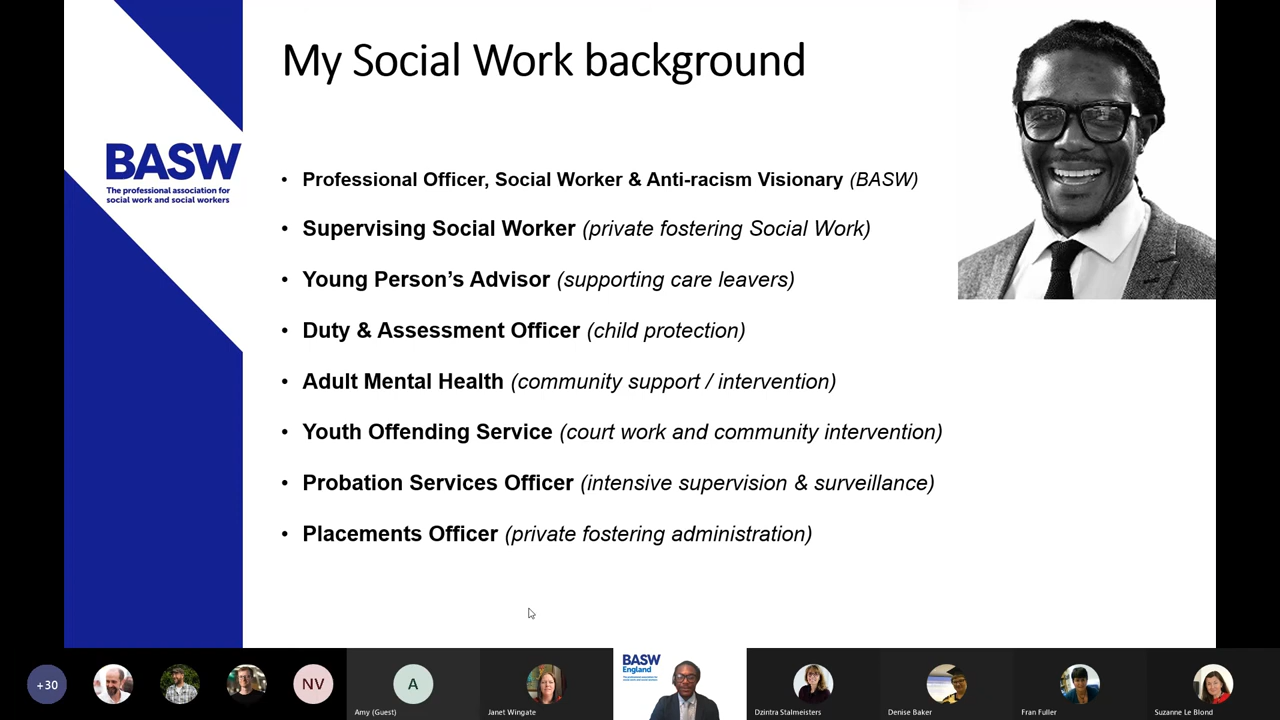 My Social Work background
BASW
The professional association for
social work and social workers
• Professional Officer, Social Worker & Anti-racism Visionary (BASW)
• Supervising Social Worker (private fostering Social Work)
• Young Person’s Advisor (supporting care leavers)
• Duty & Assessment Officer (child protection)
• Adult Mental Health (community support / intervention)
• Youth Offending Service (court work and community intervention)
• Probation Services Officer (intensive supervision & surveillance)
• Placements Officer (private fostering administration)
+30
NV
A
Amy (Guest)
Janet Wingate
BASW
England
Dzintra Stalmeisters
Denise Baker
Fran Fuller
Suzanne Le Blond